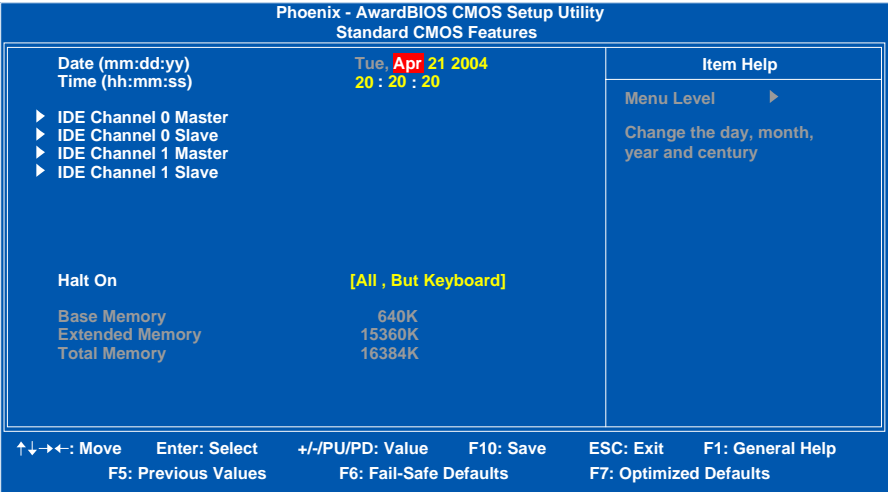 Phoenix - AwardBIOS CMOS Setup Utility
Standard CMOS Features
Date (mm:dd:yy) Tue, Apr 21 2004
Time (hh:mm:ss) 20 : 20 : 20
IDE Channel 0 Master
IDE Channel 0 Slave
IDE Channel 1 Master
IDE Channel 1 Slave
Halt On [All , But Keyboard]
Base Memory 640K
Extended Memory 15360K
Total Memory 16384K
Item Help
Menu Level
Change the day, month,
year and century
↑↓→←: Move Enter: Select +/-/PU/PD: Value F10: Save ESC: Exit F1: General Help
F5: Previous Values F6: Fail-Safe Defaults F7: Optimized Defaults